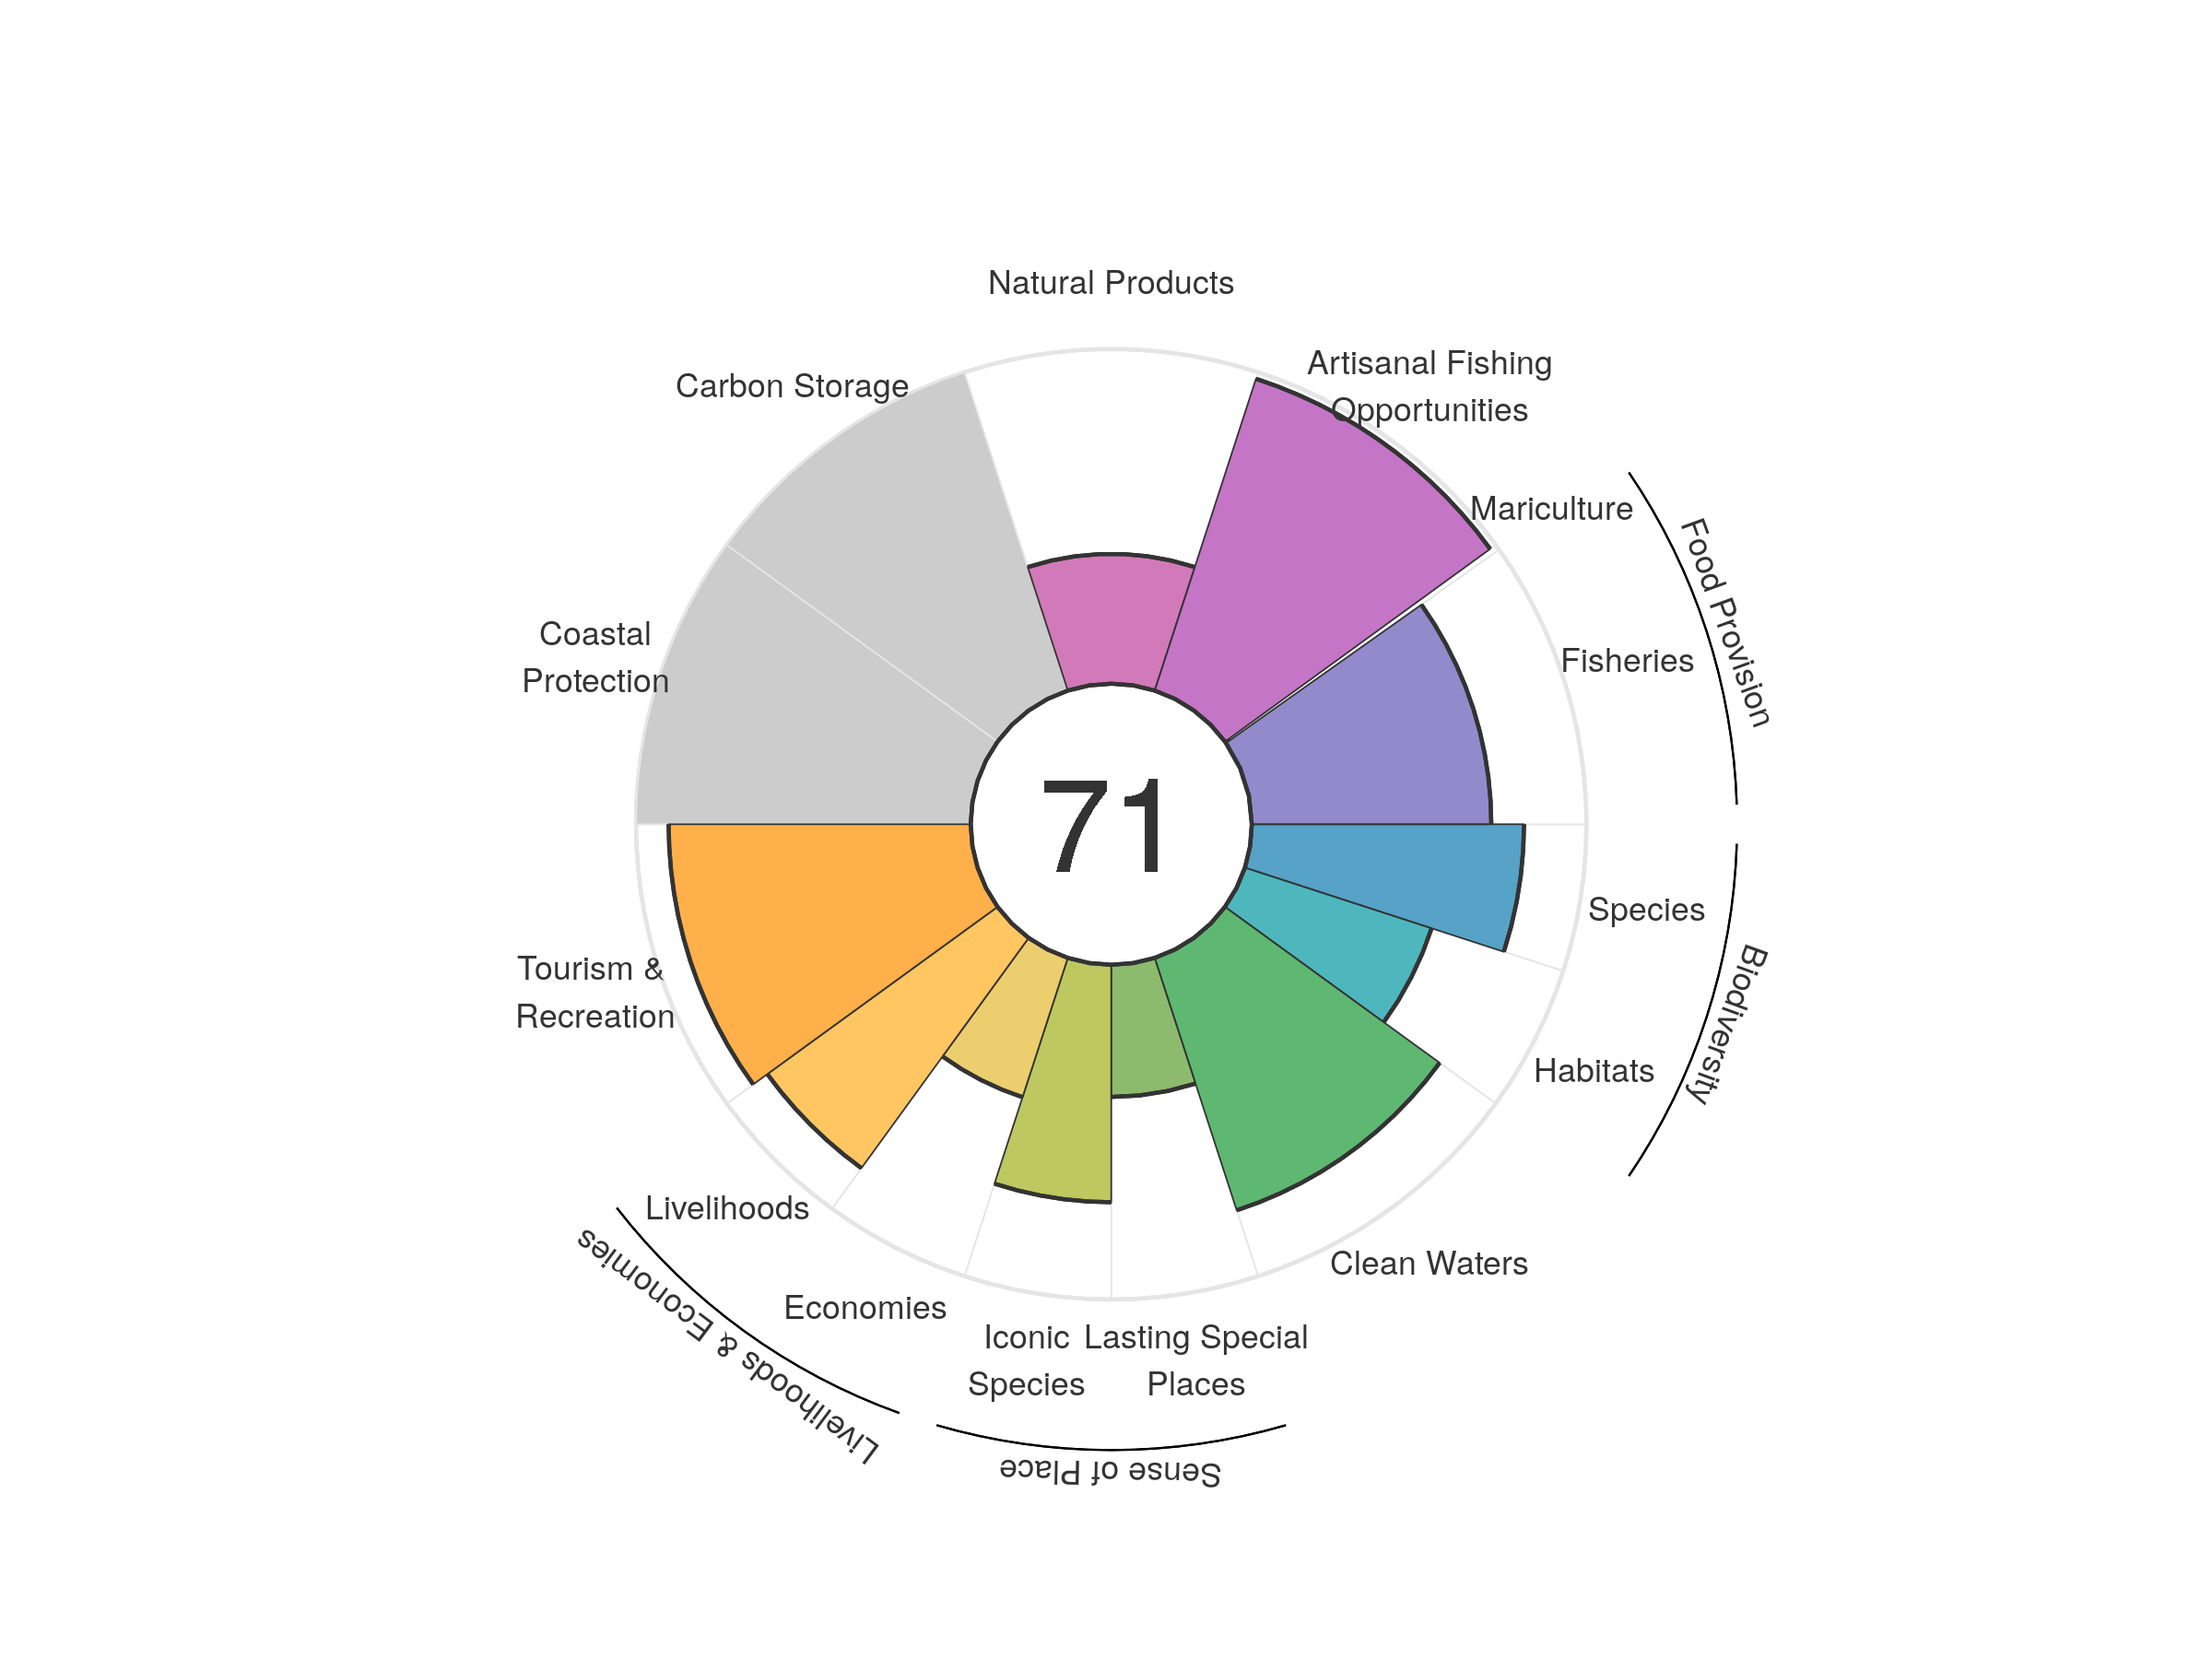 Natural Products
Artisanal Fishing
Opportunities
Carbon Storage
Mariculture
Food Provision
Fisheries
Coastal
Protection
71
Species
Biodiversity
Tourism &
Recreation
Habitats
Livelihoods
Clean Waters
Livelihoods & Economies
Economies
Iconic
Species
Lasting Special
Places
Sense of Place